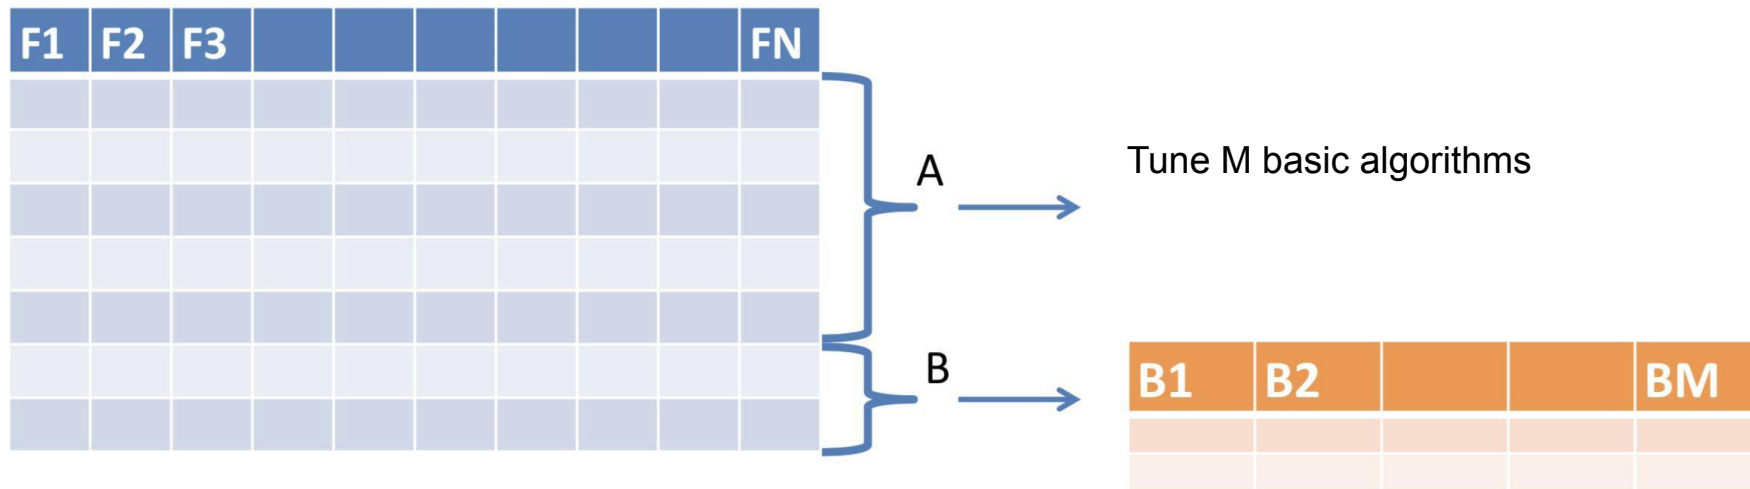 F1 F2 F3 FN
A
Tune M basic algorithms
B
B1 B2 BM